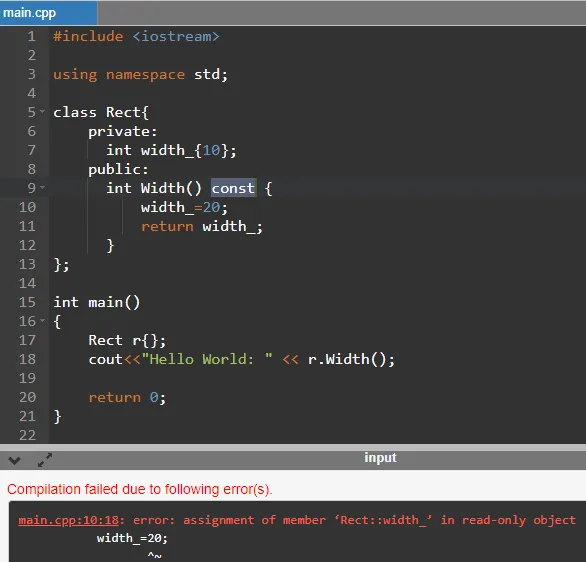 main.cpp
1 #include <iostream>
2
3 using namespace std;
4
5 class Rect{
6 private:
7 int width_{10};
8 public:
9 int Width() const {
10 width_=20;
11 return width_;
12 }
13 };
14
15 int main()
16 {
17 Rect r{};
18 cout<<"Hello World: " << r.Width();
19
20 return 0;
21 }
22
input
Compilation failed due to following error(s).
main.cpp:10:18: error: assignment of member ‘Rect::width_’ in read-only object
width_=20;
^~